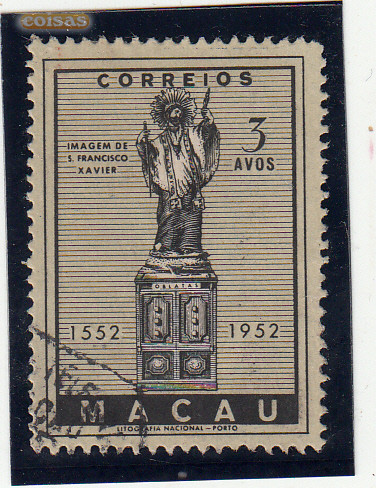 coisas
CORREIOS
IMAGEM DE
S. FRANCISCO
XAVIER
3
AVOS
OBLATAS
1552 1952
MACAU
LITOGRAFIA NACIONAL - PORTO